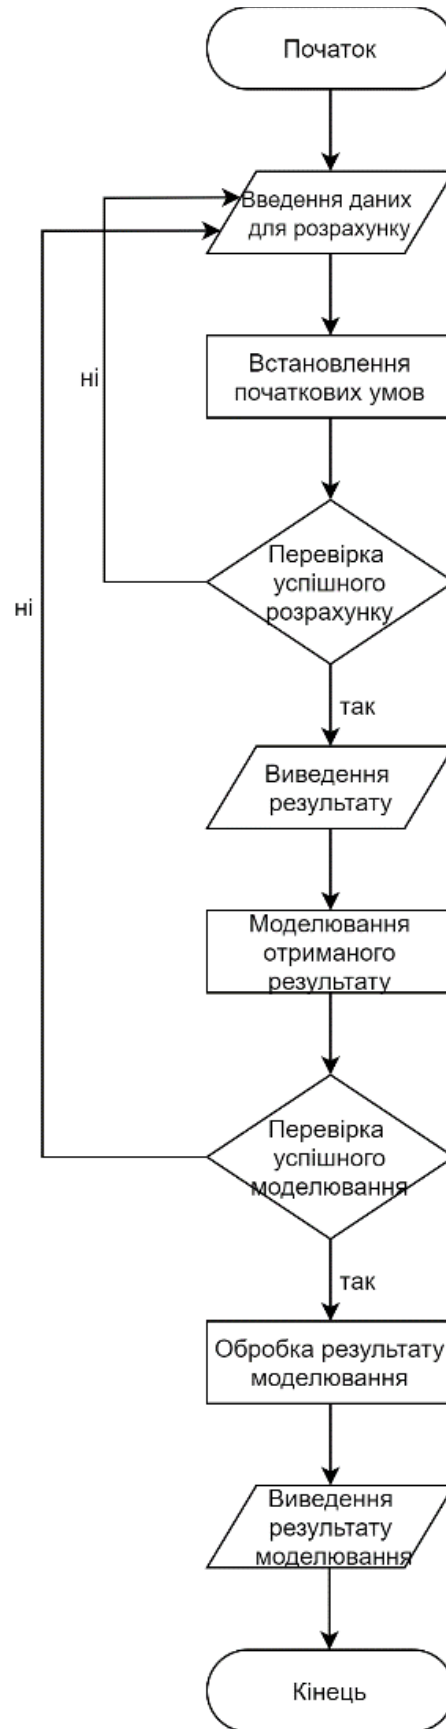 Початок
Введення даних
для розрахунку
Встановлення
початкових умов
ні
Перевірка
успішного
розрахунку
ні
так
Виведення
результату
Моделювання
отриманого
результату
Перевірка
успішного
моделювання
так
Обробка результату
моделювання
Виведення
результату
моделювання
Кінець